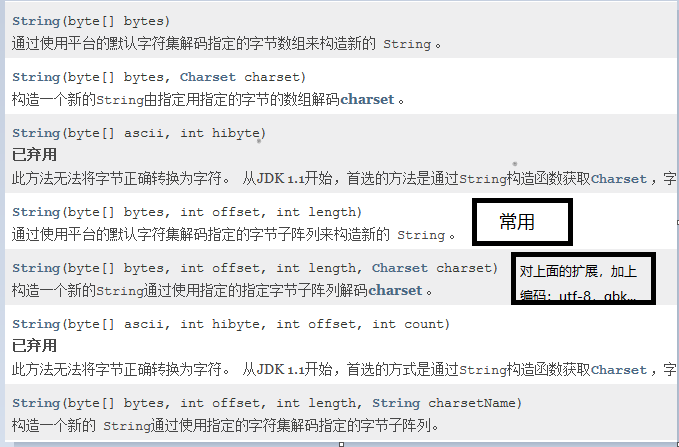 String(byte[] bytes)
通过使用平台的默认字符集解码指定的字节数组来构造新的 String 。
String(byte[] bytes, Charset charset)
构造一个新的String由指定用指定的字节的数组解码charset 。
String(byte[] ascii, int hibyte)
已弃用
此方法无法将字节正确转换为字符。 从JDK 1.1开始，首选的方法是通过String构造函数获取Charset ，字
String(byte[] bytes, int offset, int length)
常用
通过使用平台的默认字符集解码指定的字节子阵列来构造新的 String 。
String(byte[] bytes, int offset, int length, Charset charset)
对上面的扩展，加上
构造一个新的String通过使用指定的指定字节子阵列解码charset 。
编码：utf-8，gbk...
String(byte[] ascii, int hibyte, int offset, int count)
已弃用
此方法无法将字节正确转换为字符。 从JDK 1.1开始，首选的方式是通过String构造函数获取Charset ，字
String(byte[] bytes, int offset, int length, String charsetName)
构造一个新的 String通过使用指定的字符集解码指定的字节子阵列。